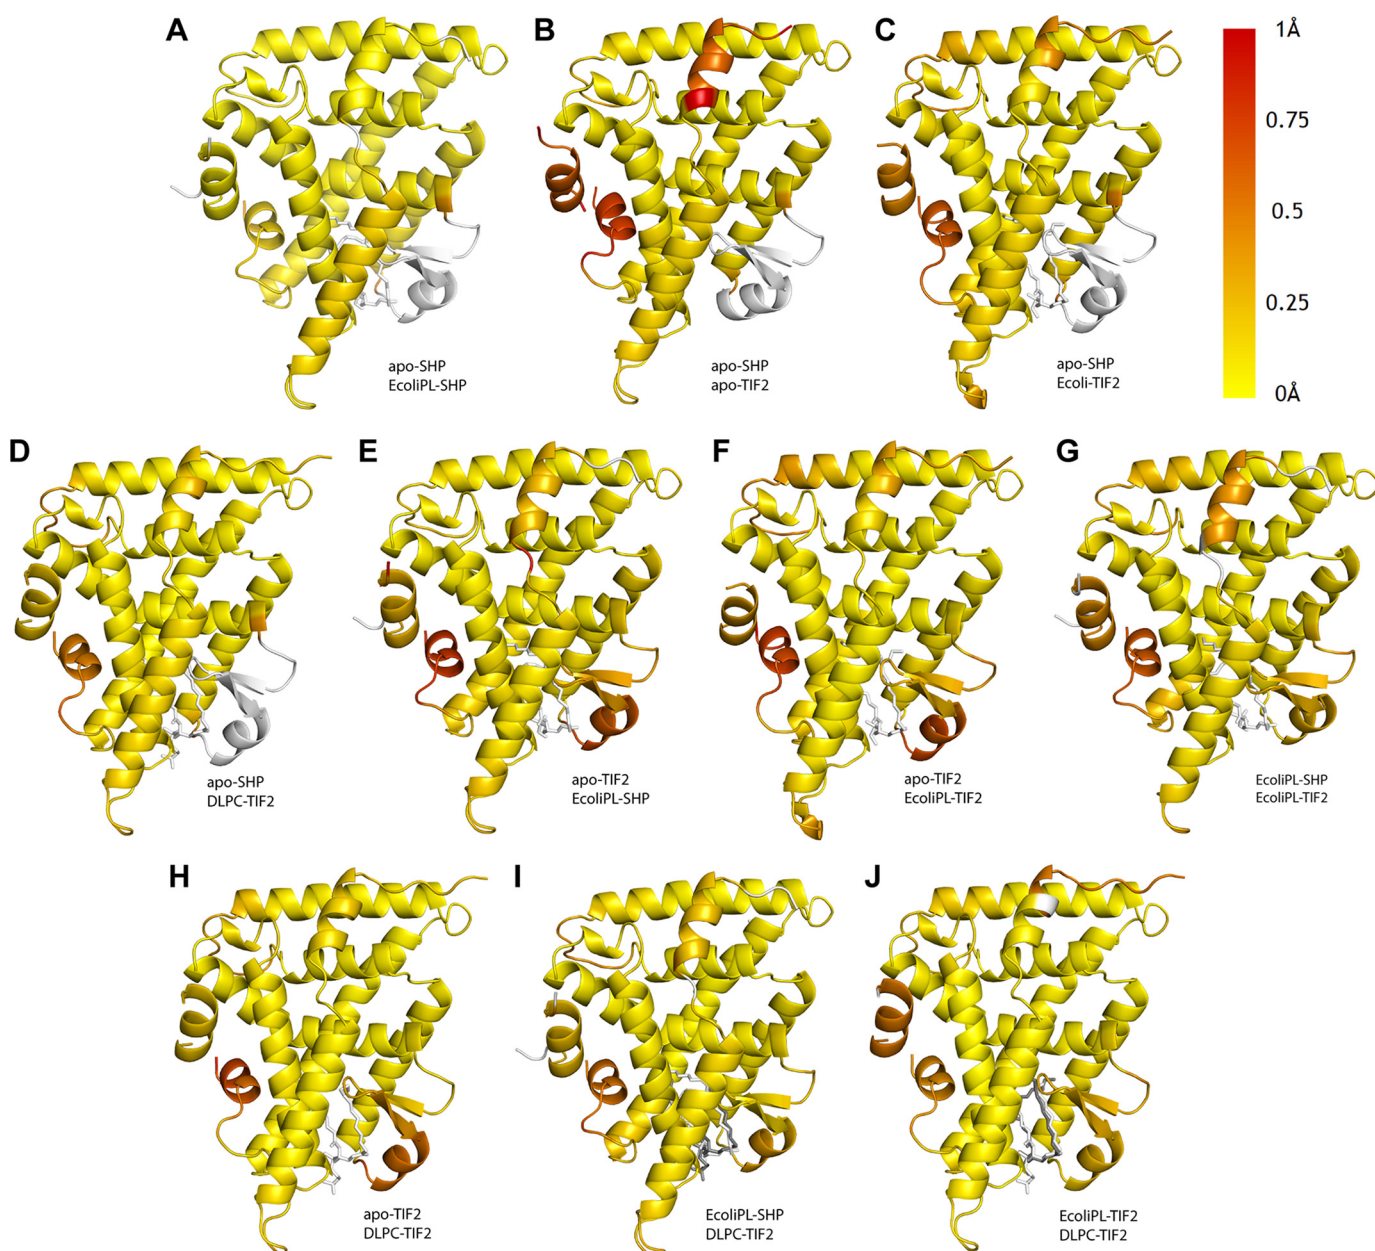 A
B
C
1Å
0.75
0.5
0.25
0Å
apo-SHP
EcoliPL-SHP
apo-SHP
apo-TIF2
apo-SHP
Ecoli-TIF2
D
E
F
G
apo-SHP
DLPC-TIF2
apo-TIF2
EcoliPL-SHP
apo-TIF2
EcoliPL-TIF2
EcoliPL-SHP
EcoliPL-TIF2
H
I
J
apo-TIF2
DLPC-TIF2
EcoliPL-SHP
DLPC-TIF2
EcoliPL-TIF2
DLPC-TIF2